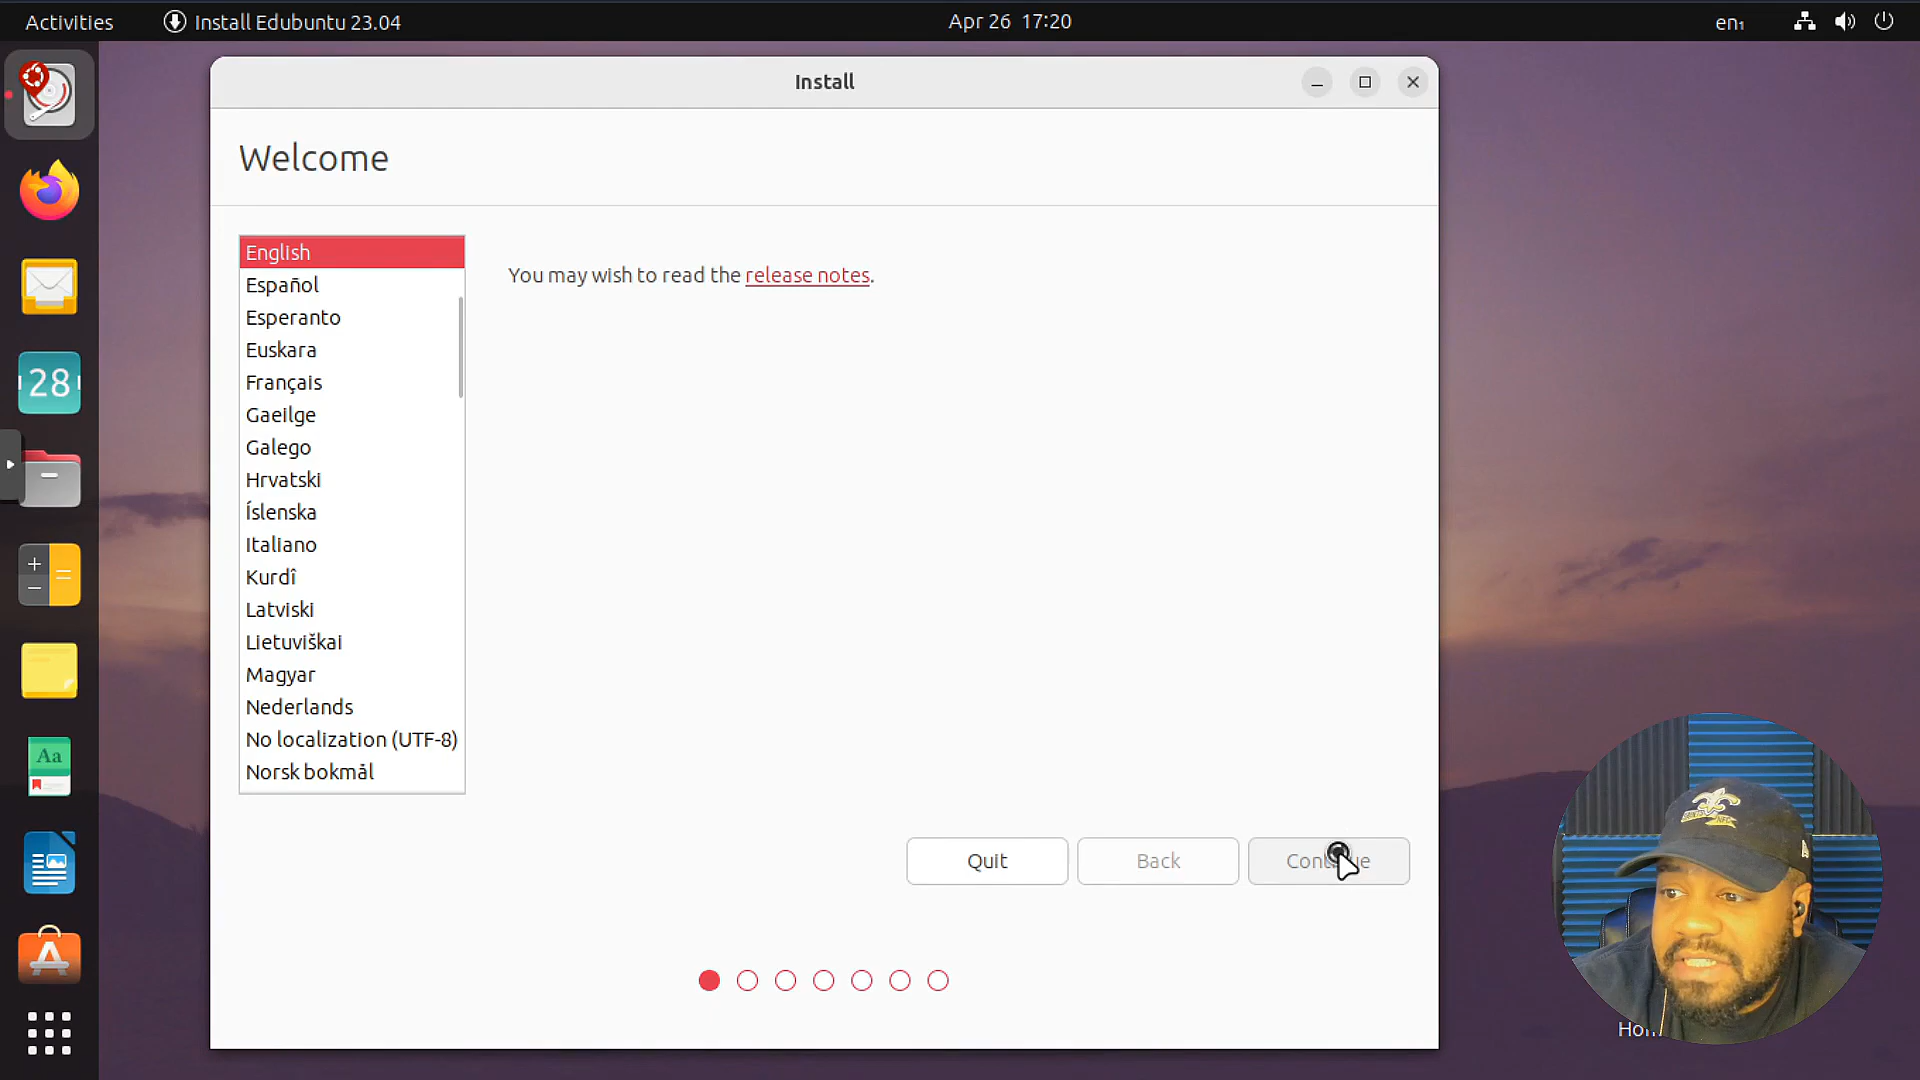 Activities
Install Edubuntu 23.04
Apr 26 17:20
en₁
Install
Welcome
English
Español
Esperanto
Euskara
Français
Gaeilge
Galego
Hrvatski
Íslenska
Italiano
Kurdî
Latviski
Lietuviškai
Magyar
Nederlands
No localization (UTF-8)
Norsk bokmål
You may wish to read the release notes.
Quit
Back
28
Aa